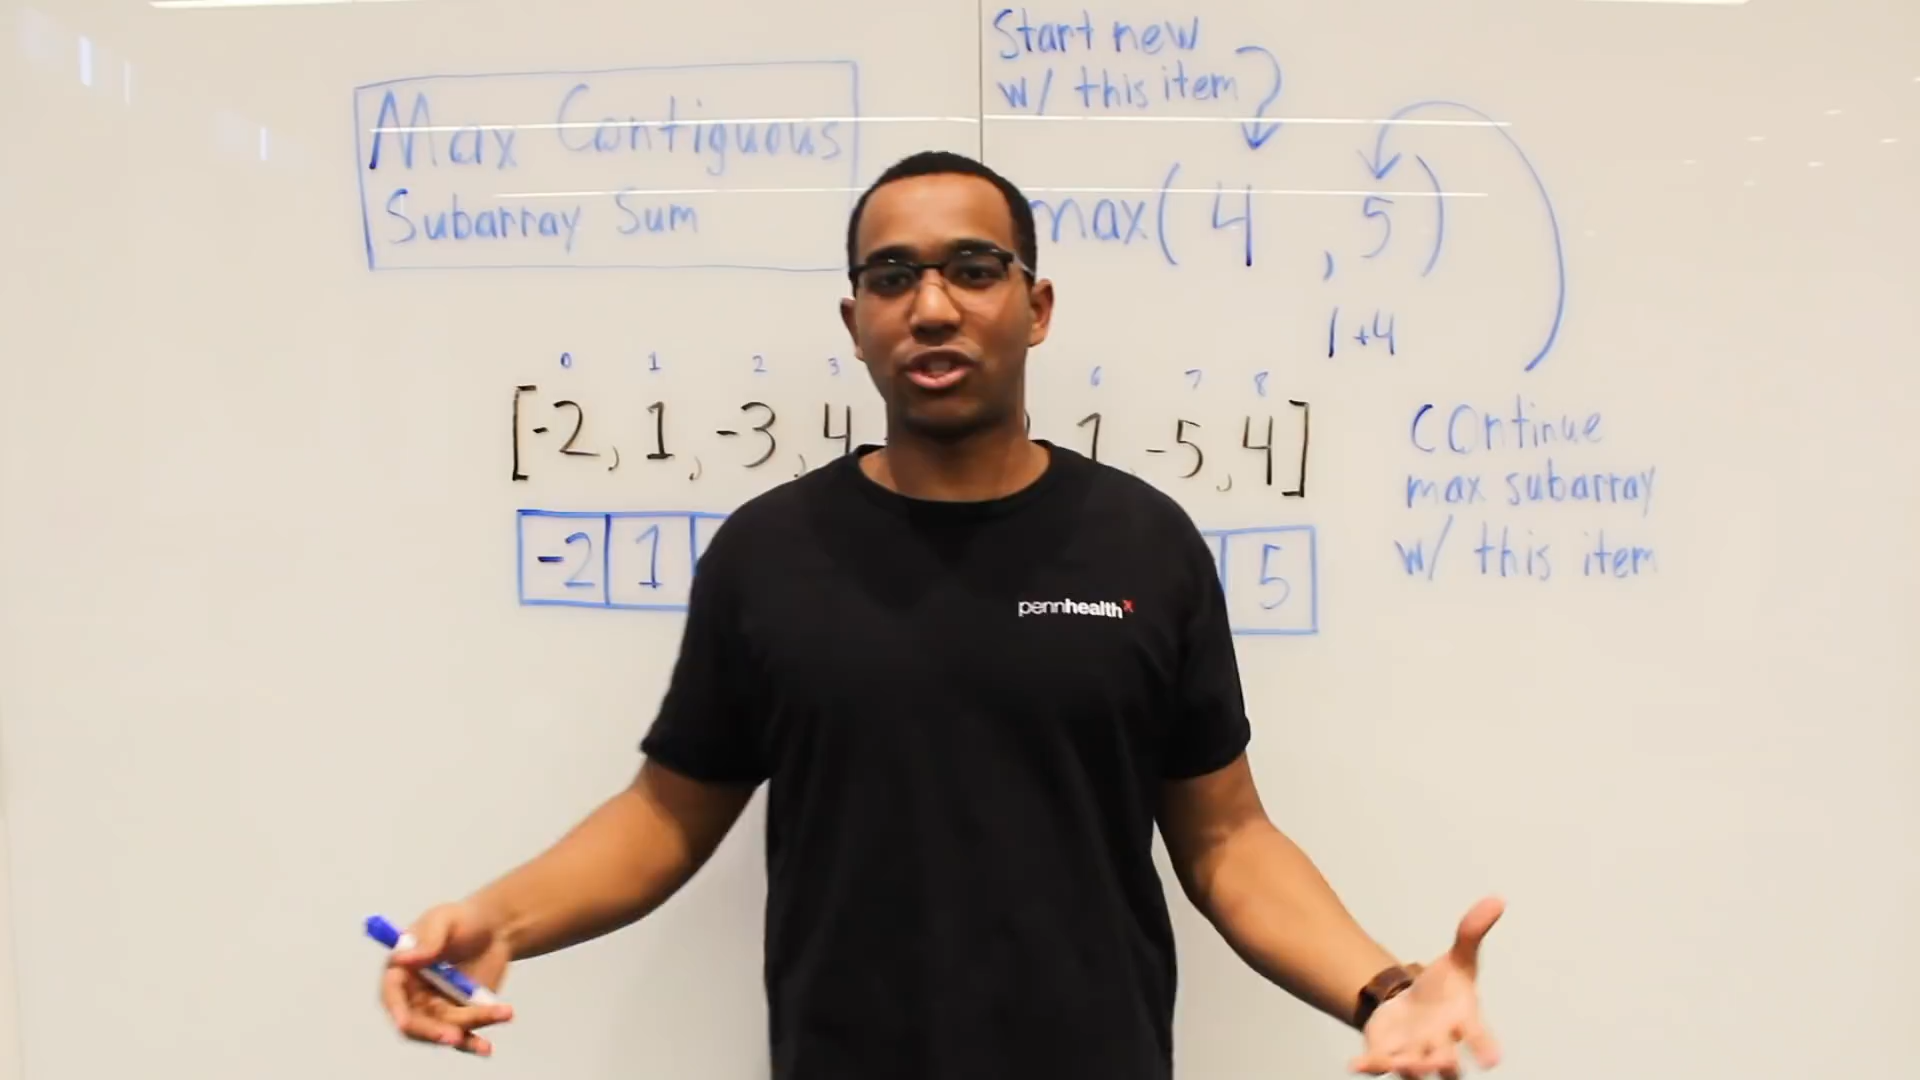 Max Contiguous
Subarray Sum
Start new
w/ this item
max( 4 , 5 )
1+4
0 1 2 3 6 7 8
[-2, 1, -3, 4 1, -5, 4]
-2 1 5
continue
max subarray
w/ this item
pennhealthx